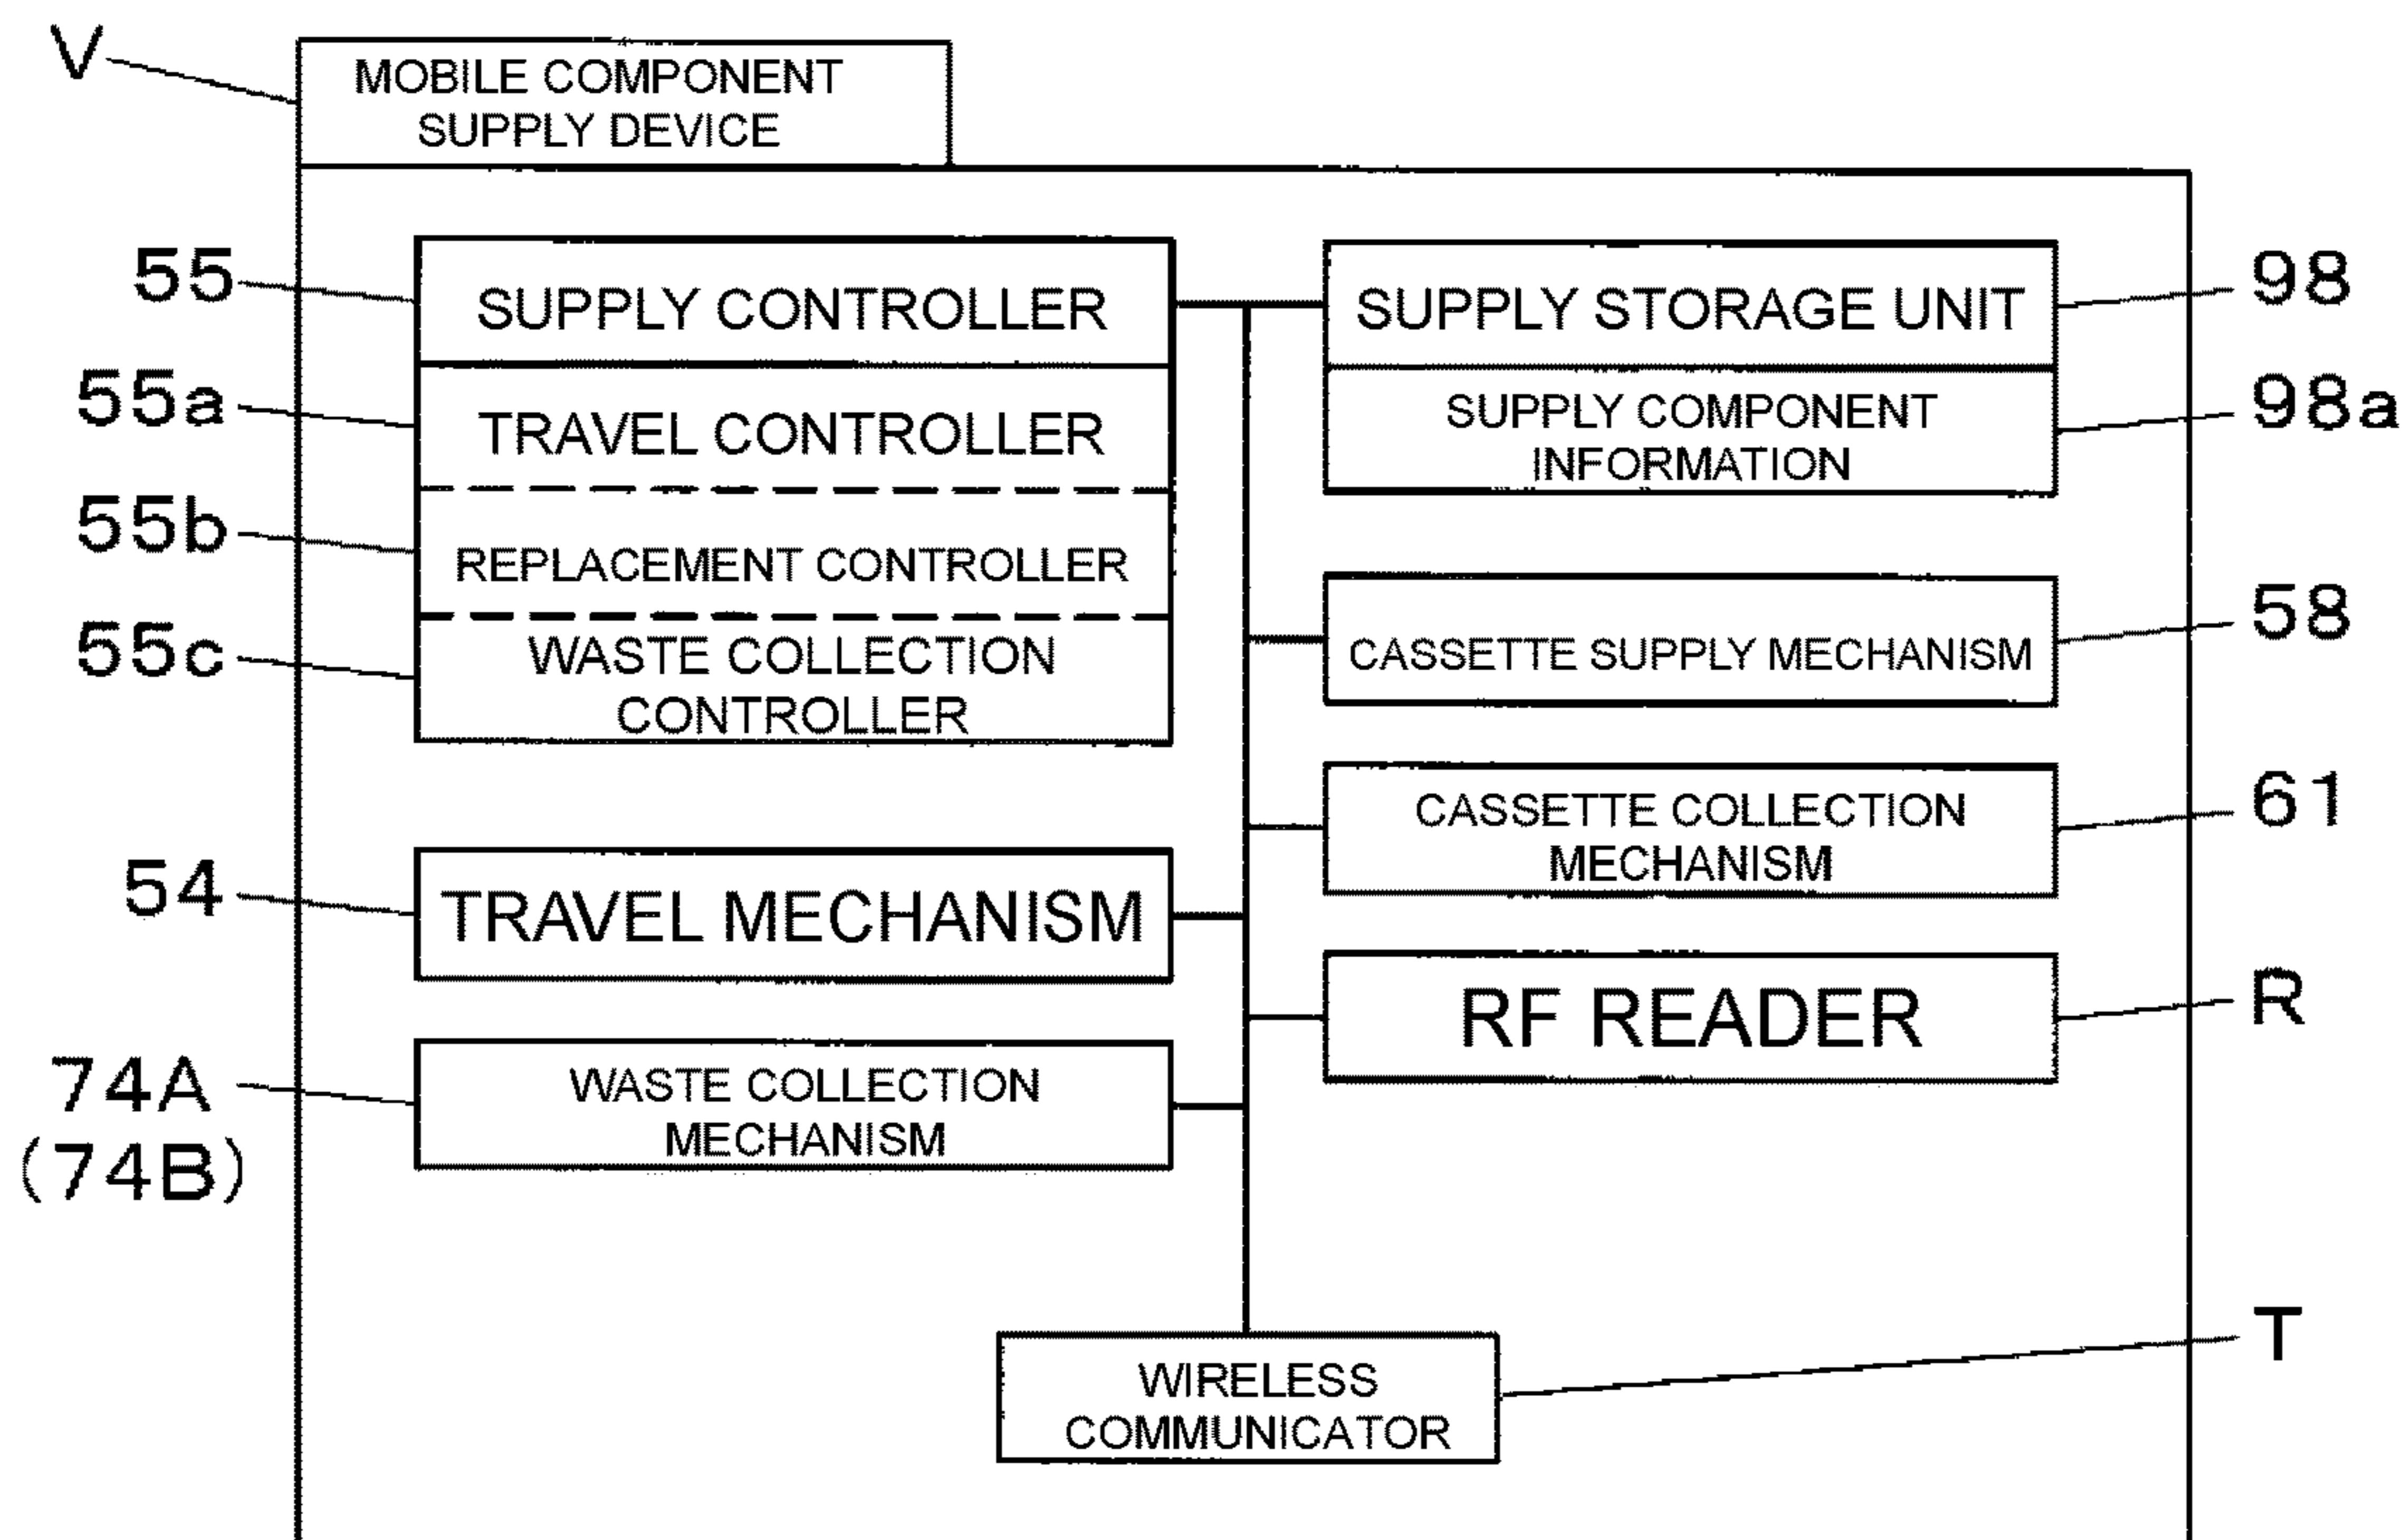 V
MOBILE COMPONENT
SUPPLY DEVICE
55
SUPPLY CONTROLLER
55a
TRAVEL CONTROLLER
55b
REPLACEMENT CONTROLLER
55c
WASTE COLLECTION
CONTROLLER
54
TRAVEL MECHANISM
74A
(74B)
WASTE COLLECTION
MECHANISM
SUPPLY STORAGE UNIT
98
SUPPLY COMPONENT
INFORMATION
98a
CASSETTE SUPPLY MECHANISM
58
CASSETTE COLLECTION
MECHANISM
61
RF READER
R
WIRELESS
COMMUNICATOR
T